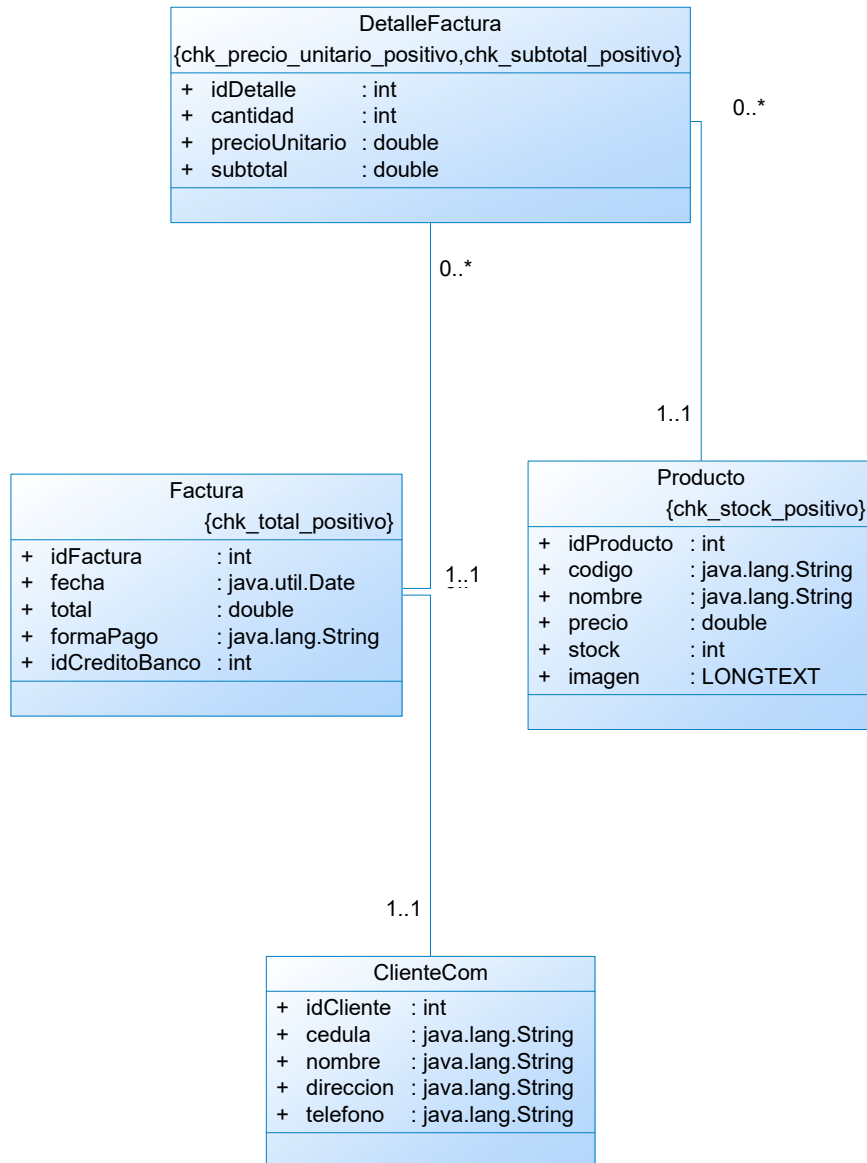 DetalleFactura
{chk_precio_unitario_positivo,chk_subtotal_positivo}
+ idDetalle : int
+ cantidad : int
+ precioUnitario : double
+ subtotal : double
0..*
0..*
1..1
Factura
{chk_total_positivo}
+ idFactura : int
+ fecha : java.util.Date
+ total : double
+ formaPago : java.lang.String
+ idCreditoBanco : int
1..1
Producto
{chk_stock_positivo}
+ idProducto : int
+ codigo : java.lang.String
+ nombre : java.lang.String
+ precio : double
+ stock : int
+ imagen : LONGTEXT
1..1
ClienteCom
+ idCliente : int
+ cedula : java.lang.String
+ nombre : java.lang.String
+ direccion : java.lang.String
+ telefono : java.lang.String